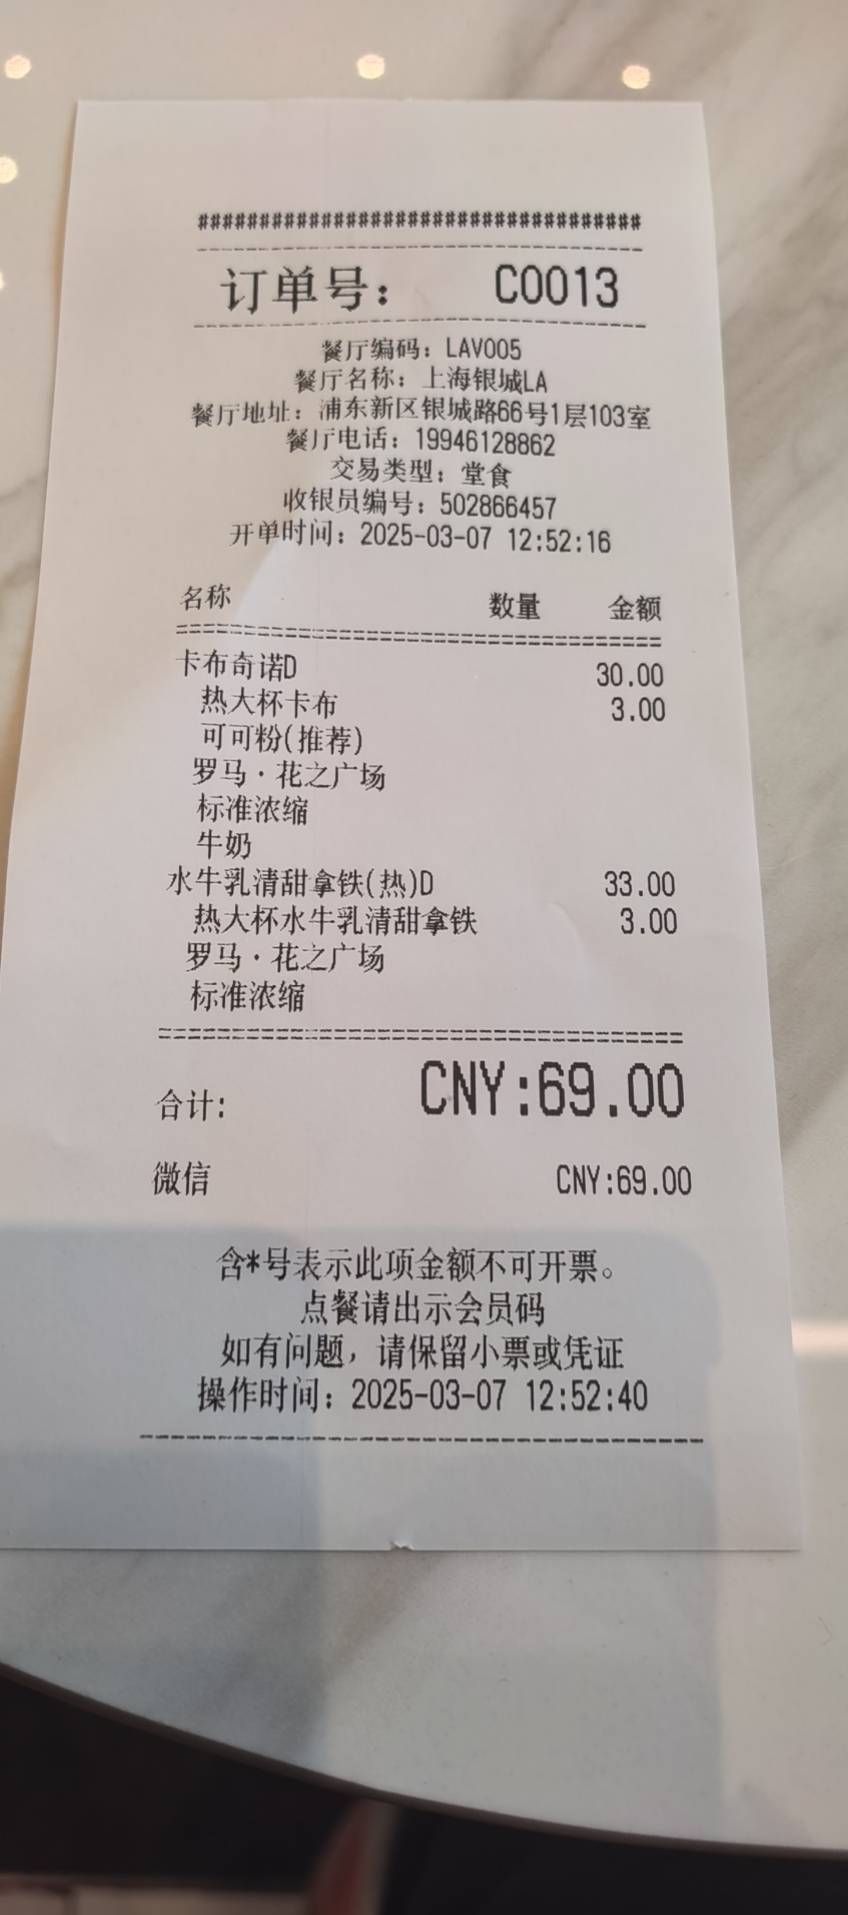 ####################################
订单号： C0013
餐厅编码：LAV005
餐厅名称：上海银城LA
餐厅地址：浦东新区银城路66号1层103室
餐厅电话：19946128862
交易类型：堂食
收银员编号：502866457
开单时间：2025-03-07 12:52:16
名称 数量 金额
卡布奇诺D 30.00
热大杯卡布 3.00
可可粉(推荐)
罗马·花之广场
标准浓缩
牛奶
水牛乳清甜拿铁(热)D 33.00
热大杯水牛乳清甜拿铁 3.00
罗马·花之广场
标准浓缩
合计: CNY:69.00
微信 CNY:69.00
含*号表示此项金额不可开票。
点餐请出示会员码
如有问题，请保留小票或凭证
操作时间：2025-03-07 12:52:40